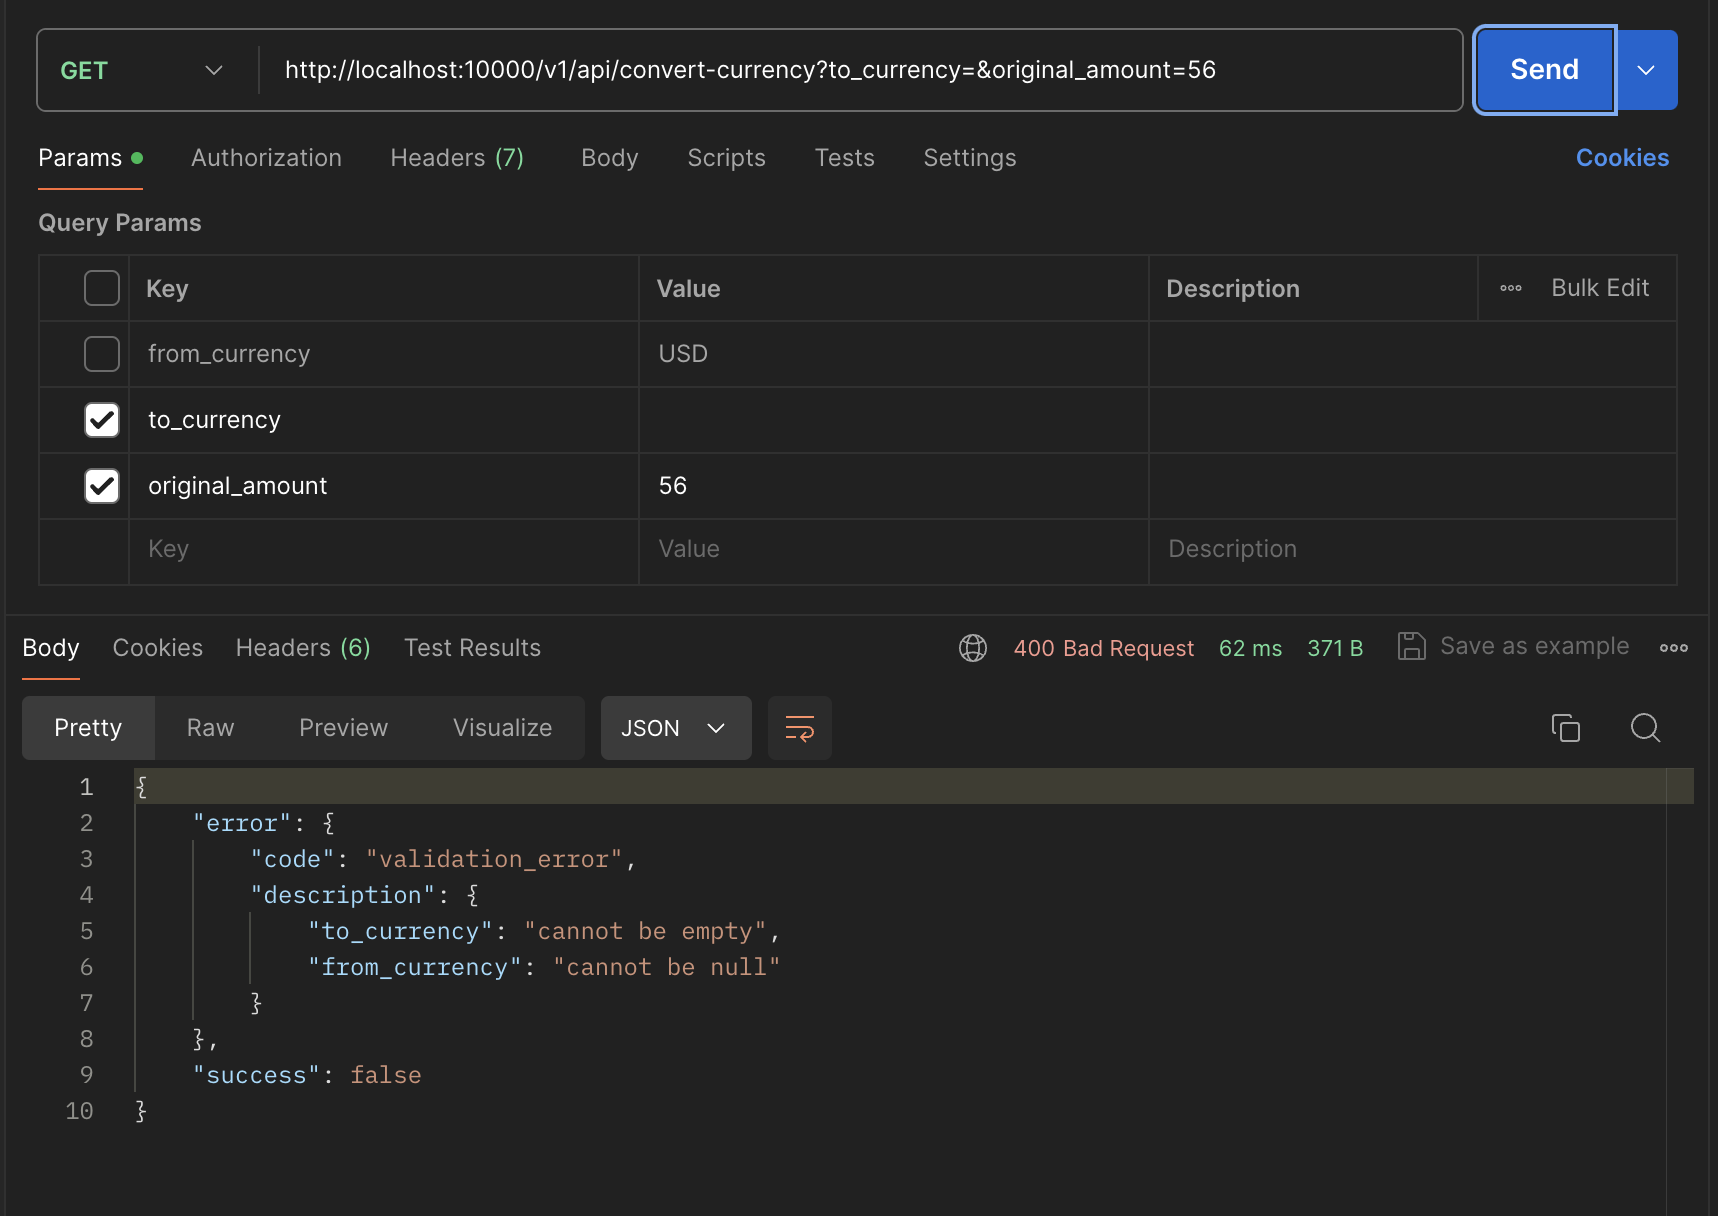 GET http://localhost:10000/v1/api/convert-currency?to_currency=&original_amount=56 Send
Params Authorization Headers (7) Body Scripts Tests Settings Cookies
Query Params
Key Value Description Bulk Edit
from_currency USD
to_currency
original_amount 56
Key Value Description
Body Cookies Headers (6) Test Results 400 Bad Request 62 ms 371 B Save as example
Pretty Raw Preview Visualize JSON
1 {
2 "error": {
3 "code": "validation_error",
4 "description": {
5 "to_currency": "cannot be empty",
6 "from_currency": "cannot be null"
7 }
8 },
9 "success": false
10 }